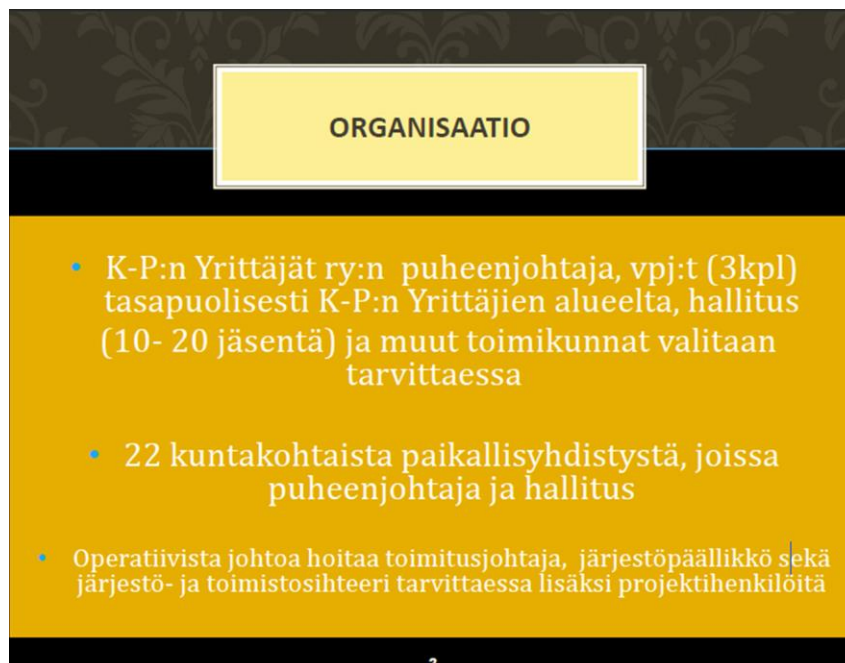 ORGANISAATIO
• K-P:n Yrittäjät ry:n puheenjohtaja, vpj:t (3kpl)
tasapuolisesti K-P:n Yrittäjien alueelta, hallitus
(10- 20 jäsentä) ja muut toimikunnat valitaan
tarvittaessa
• 22 kuntakohtaista paikallisyhdistystä, joissa
puheenjohtaja ja hallitus
• Operatiivista johtoa hoitaa toimitusjohtaja, järjestöpäällikkö sekä
järjestö- ja toimistosihteeri tarvittaessa lisäksi projektihenkilöitä